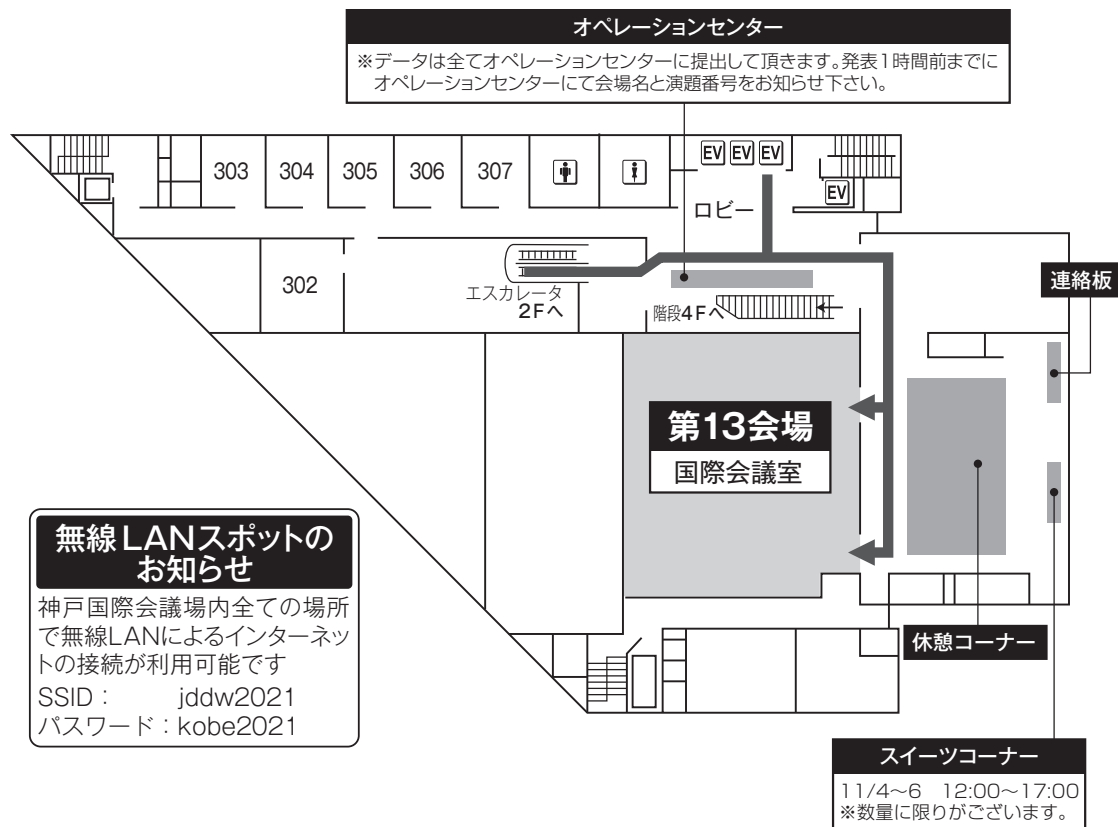 オペレーションセンター
※データは全てオペレーションセンターに提出して頂きます。発表1時間前までに
オペレーションセンターにて会場名と演題番号をお知らせ下さい。
303
304
305
306
307
EV
EV
EV
EV
ロビー
302
エスカレータ
2Fへ
階段4Fへ
連絡板
第13会場
国際会議室
無線LANスポットの
お知らせ
神戸国際会議場内全ての場所
で無線LANによるインターネッ
トの接続が利用可能です
SSID： jddw2021
パスワード：kobe2021
休憩コーナー
スイーツコーナー
11/4～6 12:00～17:00
※数量に限りがございます。